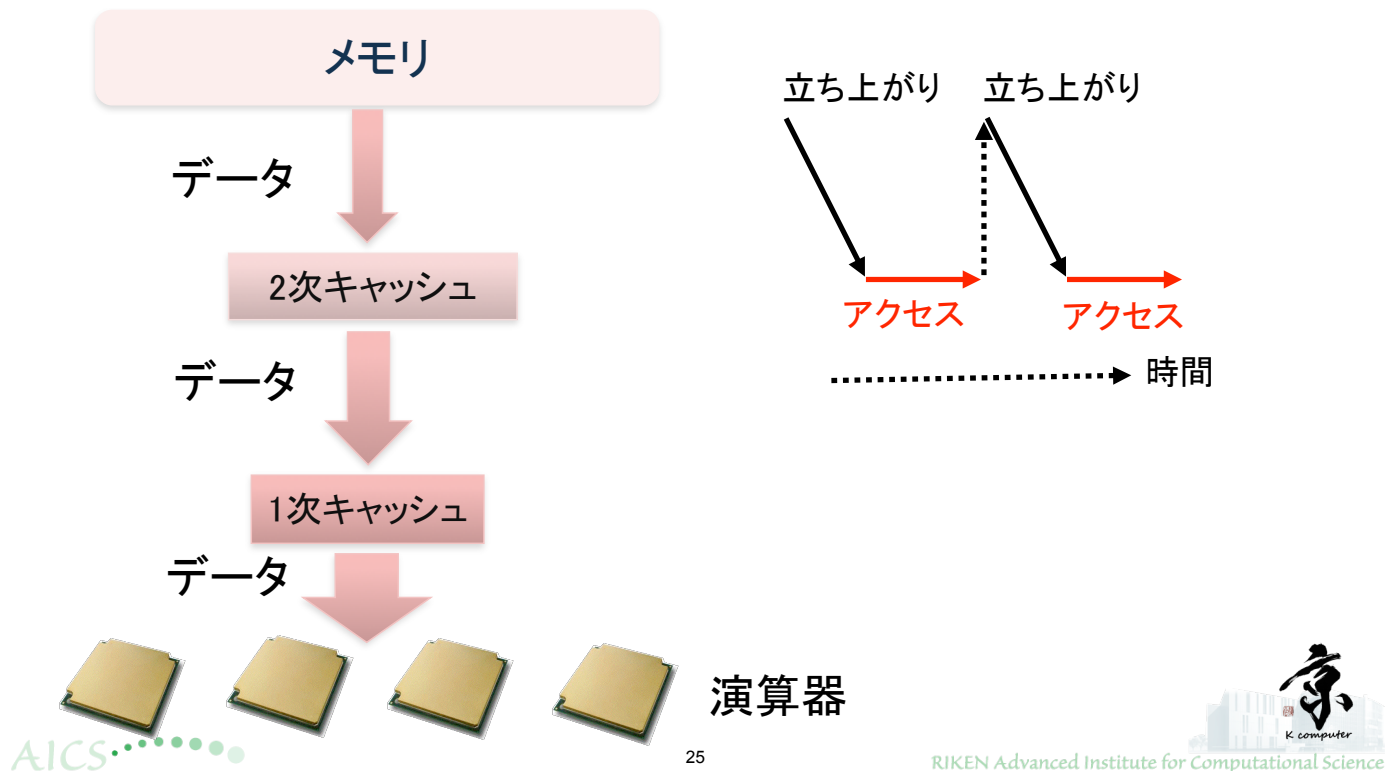 メモリ
データ
2次キャッシュ
データ
1次キャッシュ
データ
演算器
立ち上がり 立ち上がり
アクセス アクセス
時間
京
K computer
AICS
25
RIKEN Advanced Institute for Computational Science